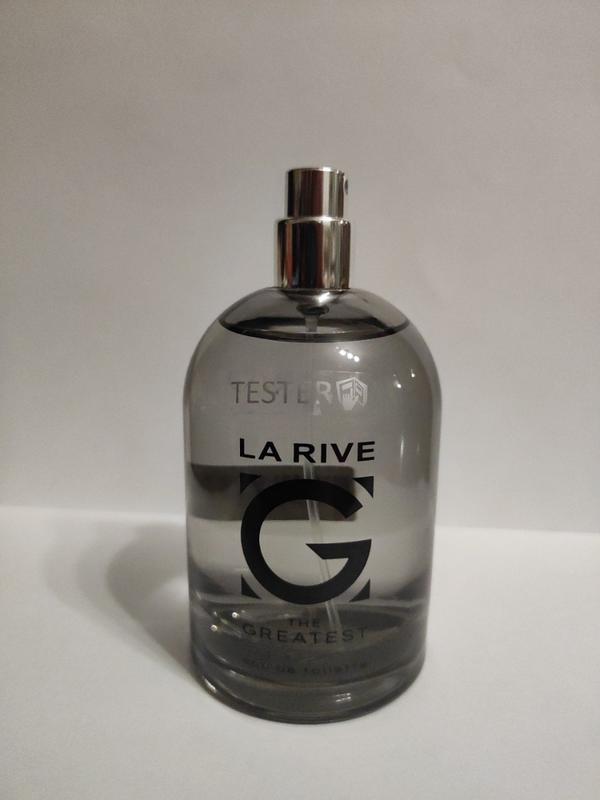 TESTER
LA RIVE
G
THE
GREATEST
eau de toilette